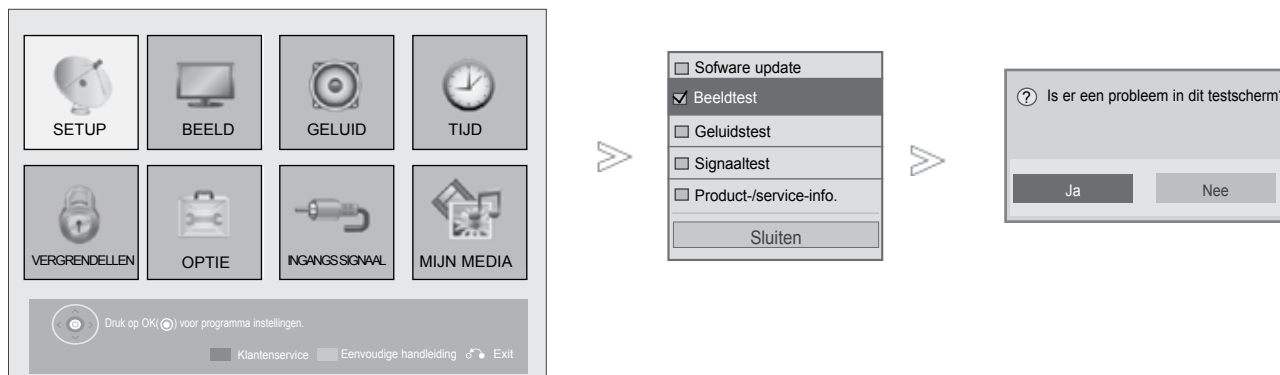 SETUP
BEELD
GELUID
TIJD
VERGRENDELLEN
OPTIE
INGANGSSIGNAAL
MIJN MEDIA
Druk op OK( ) voor programma instellingen.
Klantenservice Eenvoudige handleiding Exit
Sofware update
Beeldtest
Geluidstest
Signaaltest
Product-/service-info.
Sluiten
? Is er een probleem in dit testscherm?
Ja Nee